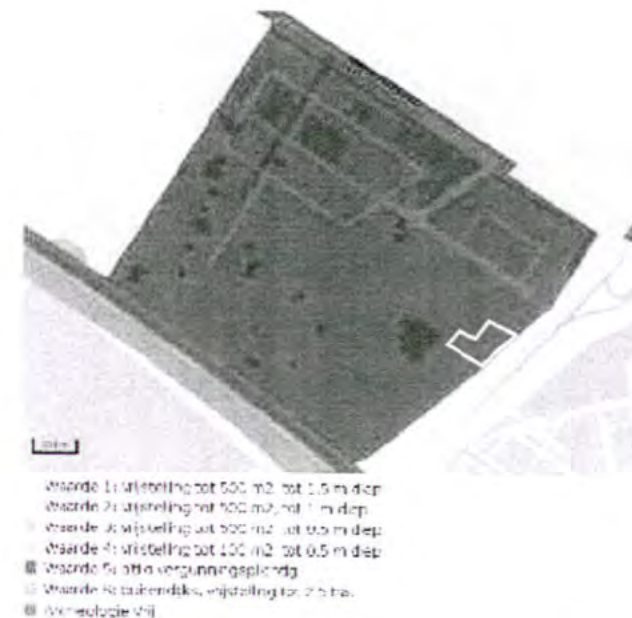 Waarde 1: vrijstelling tot 500 m2, tot 1.5 m diep
Waarde 2: vrijstelling tot 500 m2, tot 1 m diep
Waarde 3: vrijstelling tot 500 m2, tot 0.5 m diep
Waarde 4: vrijstelling tot 100 m2, tot 0.5 m diep
Waarde 5: altijd vergunningsplichtig
Waarde 6: buitendijks, vrijstelling tot 2.5 ha.
Archeologie vrij